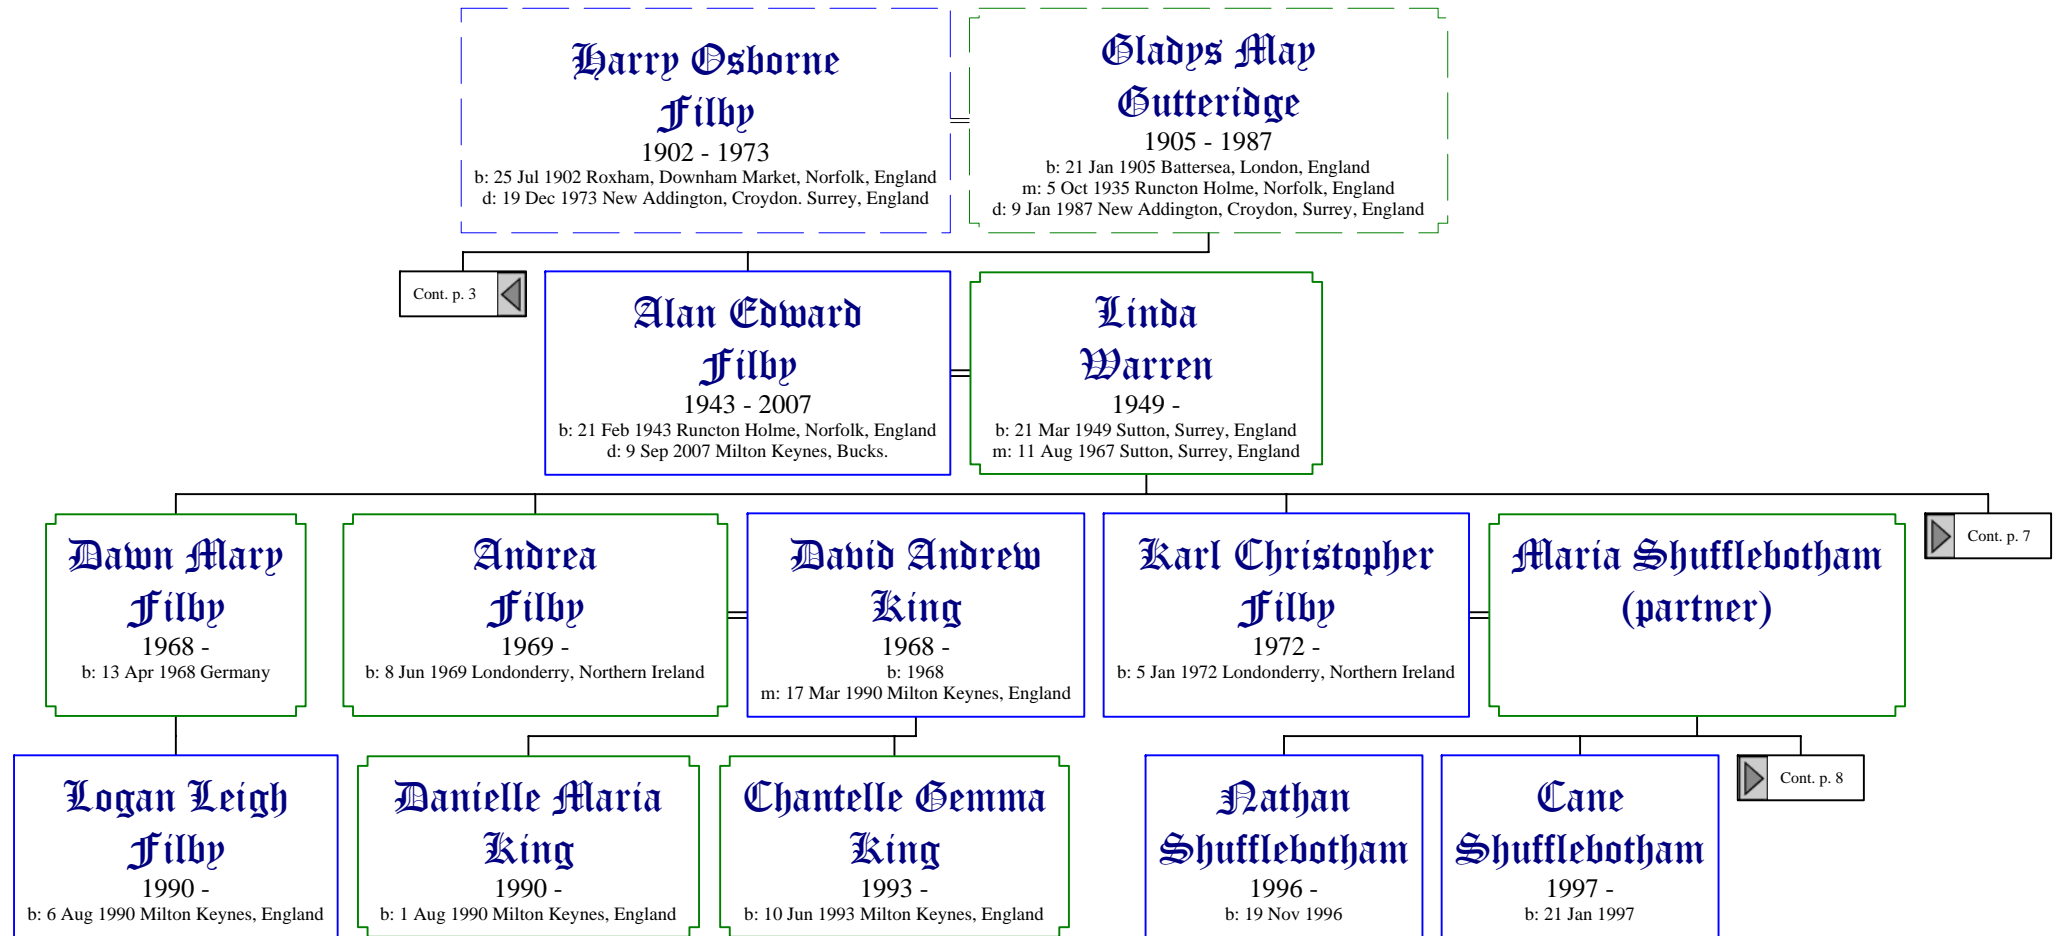 Harry Osborne
Filby
1902 - 1973
b: 25 Jul 1902 Roxham, Downham Market, Norfolk, England
d: 19 Dec 1973 New Addington, Croydon. Surrey, England
Gladys May
Gutteridge
1905 - 1987
b: 21 Jan 1905 Battersea, London, England
m: 5 Oct 1935 Runcton Holme, Norfolk, England
d: 9 Jan 1987 New Addington, Croydon, Surrey, England
Cont. p. 3
Alan Edward
Filby
1943 - 2007
b: 21 Feb 1943 Runcton Holme, Norfolk, England
d: 9 Sep 2007 Milton Keynes, Bucks.
Linda
Warren
1949 -
b: 21 Mar 1949 Sutton, Surrey, England
m: 11 Aug 1967 Sutton, Surrey, England
Dawn Mary
Filby
1968 -
b: 13 Apr 1968 Germany
Andrea
Filby
1969 -
b: 8 Jun 1969 Londonderry, Northern Ireland
David Andrew
King
1968 -
b: 1968
m: 17 Mar 1990 Milton Keynes, England
Karl Christopher
Filby
1972 -
b: 5 Jan 1972 Londonderry, Northern Ireland
Maria Shufflebotham
(partner)
Cont. p. 7
Logan Leigh
Filby
1990 -
b: 6 Aug 1990 Milton Keynes, England
Danielle Maria
King
1990 -
b: 1 Aug 1990 Milton Keynes, England
Chantelle Gemma
King
1993 -
b: 10 Jun 1993 Milton Keynes, England
Nathan
Shufflebotham
1996 -
b: 19 Nov 1996
Cane
Shufflebotham
1997 -
b: 21 Jan 1997
Cont. p. 8